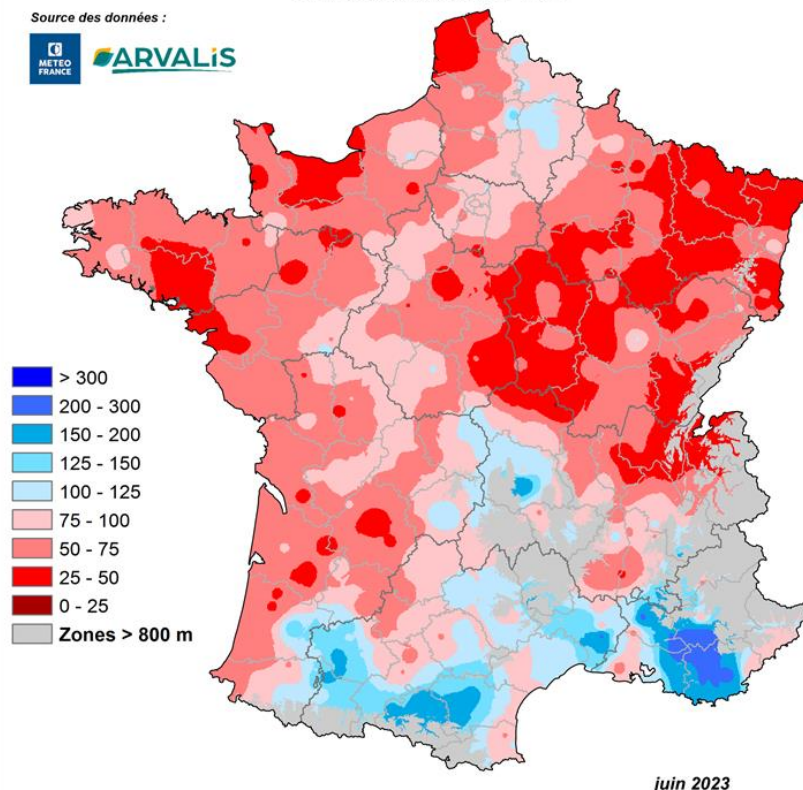 Source des données :
METEO
FRANCE
ARVALIS
> 300
200 - 300
150 - 200
125 - 150
100 - 125
75 - 100
50 - 75
25 - 50
0 - 25
Zones > 800 m
juin 2023